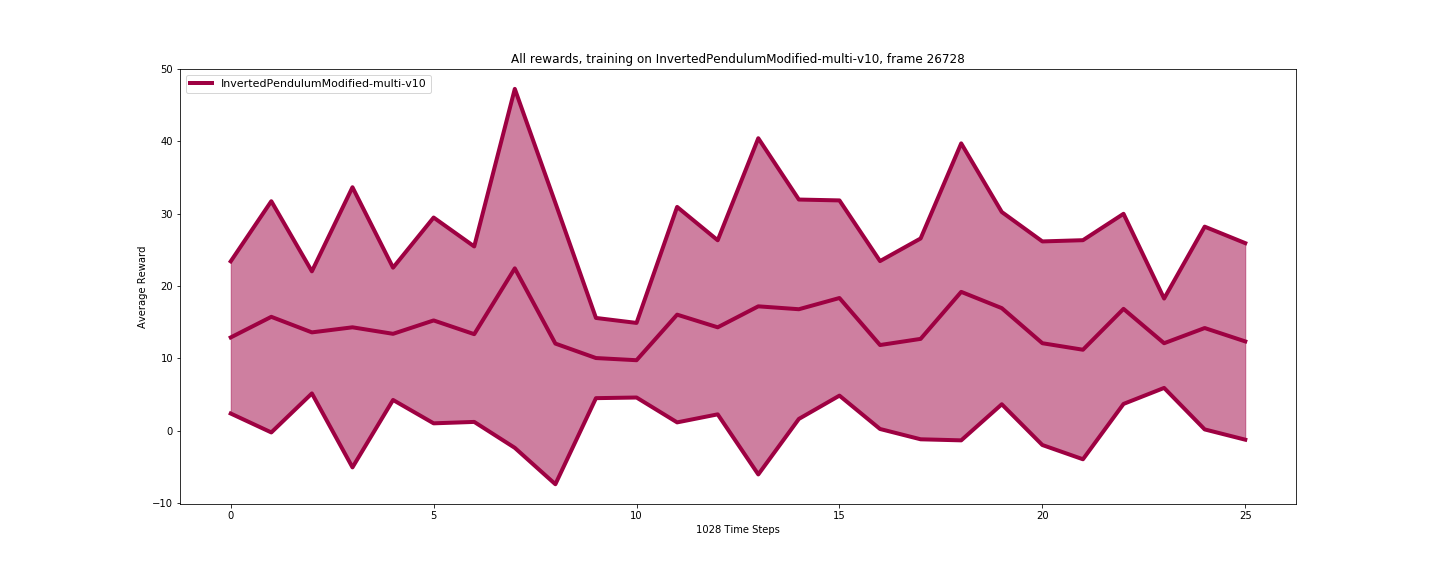 All rewards, training on InvertedPendulumModified-multi-v10, frame 26728
InvertedPendulumModified-multi-v10
50
40
30
20
10
0
−10
Average Reward
0 5 10 15 20 25
1028 Time Steps